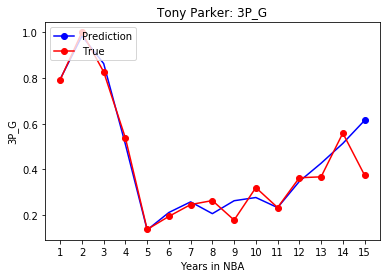 Tony Parker: 3P_G
Prediction
True
3P_G
1.0
0.8
0.6
0.4
0.2
1 2 3 4 5 6 7 8 9 10 11 12 13 14 15
Years in NBA